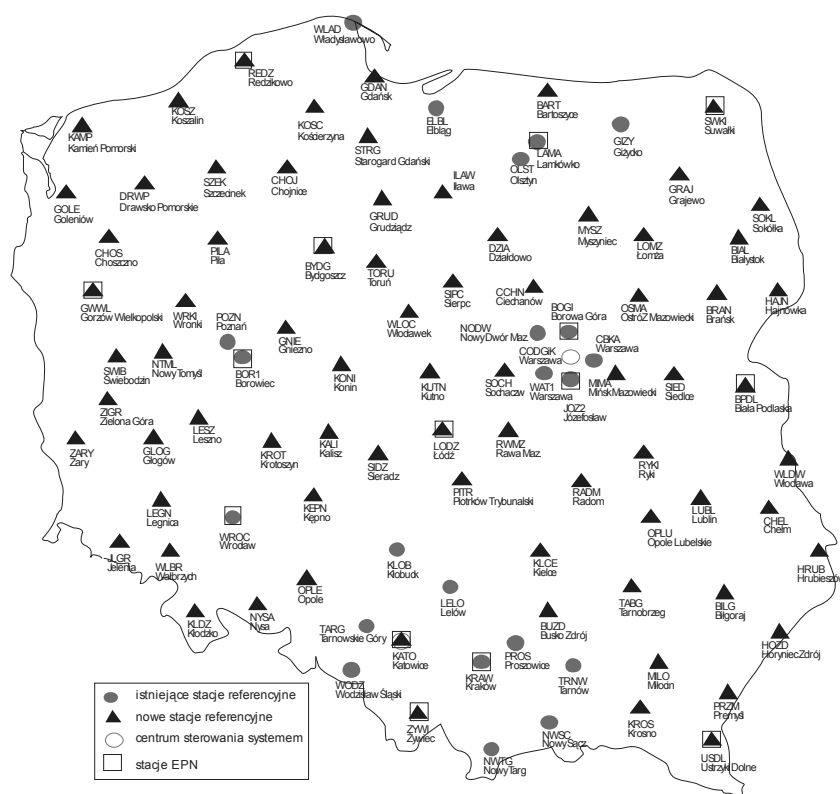 WLAD
Władysławowo
REDZ
Redzikowo
GDAN
Gdańsk
KOSZ
Koszalin
KOSC
Kościerzyna
ELBL
Elbląg
BART
Bartoszyce
GIZY
Giżycko
SWKI
Suwałki
KAMP
Kamień Pomorski
STRG
Starogard Gdański
LAMA
Lamkówko
OLST
Olsztyn
SZEK
Szczecinek
CHOJ
Chojnice
ILAW
Iława
DRWP
Drawsko Pomorskie
GRAJ
Grajewo
GOLE
Goleniów
GRUD
Grudziądz
MYSZ
Myszyniec
SOKL
Sokółka
CHOS
Choszczno
PILA
Piła
BYDG
Bydgoszcz
DZIA
Działdowo
LOMZ
Łomża
BIAL
Białystok
TORU
Toruń
SIPC
Sierpc
CCHN
Ciechanów
OSMA
Ostróż Mazowiecki
BRAN
Brańsk
HAJN
Hajnówka
GWWL
Gorzów Wielkopolski
WRKI
Wronki
POZN
Poznań
GNIE
Gniezno
WLOC
Włodawek
NODW
Nowy Dwór Maz.
BOGI
Borowa Góra
CBKA
Warszawa
CODGiK
Warszawa
SWIB
Świebodzin
NTML
Nowy Tomyśl
BOR1
Borowiec
KONI
Konin
KUTN
Kutno
SOCH
Sochaczw
WAT1
Warszawa
MIMA
Mińsk Mazowiecki
SIED
Siedlce
BPDL
Biała Podlaska
JOZ2
Józefosław
ZIGR
Zielona Góra
LESZ
Leszno
ZARY
Żary
GLOG
Głogów
KROT
Krotoszyn
KALI
Kalisz
SIDZ
Sieradz
LODZ
Łódź
RWMZ
Rawa Maz.
RYKI
Ryki
WLDW
Włodawa
PITR
Piotrków Trybunalski
RADM
Radom
LUBL
Lublin
CHEL
Chełm
LEGN
Legnica
WROC
Wrodaw
KEPN
Kępno
OPLU
Opole Lubelskie
JLGR
Jelenia
WLBR
Wałbrzych
KLOB
Kłobudk
KLCE
Kielce
HRUB
Hrubieszów
OPLE
Opole
LELO
Lelów
TABG
Tarnobrzeg
BILG
Biłgoraj
KLDZ
Kłodzko
NYSA
Nysa
TARG
Tarnowskie Góry
KATO
Katowice
BUZD
Busko Zdrój
HOZD
Horyniec Zdrój
PROS
Proszowice
KRAW
Kraków
TRNW
Tarnów
WODZ
Wodzisław Śląski
MILO
PRZM
Premyśl
KROS
Krosno
ZYWI
Żywiec
NWSC
Nowy Sącz
USDL
Ustrzyki Dolne
NWTG
Nowy Targ
istniejące stacje referencyjne
nowe stacje referencyjne
centrum sterowania systemem
stacje EPN